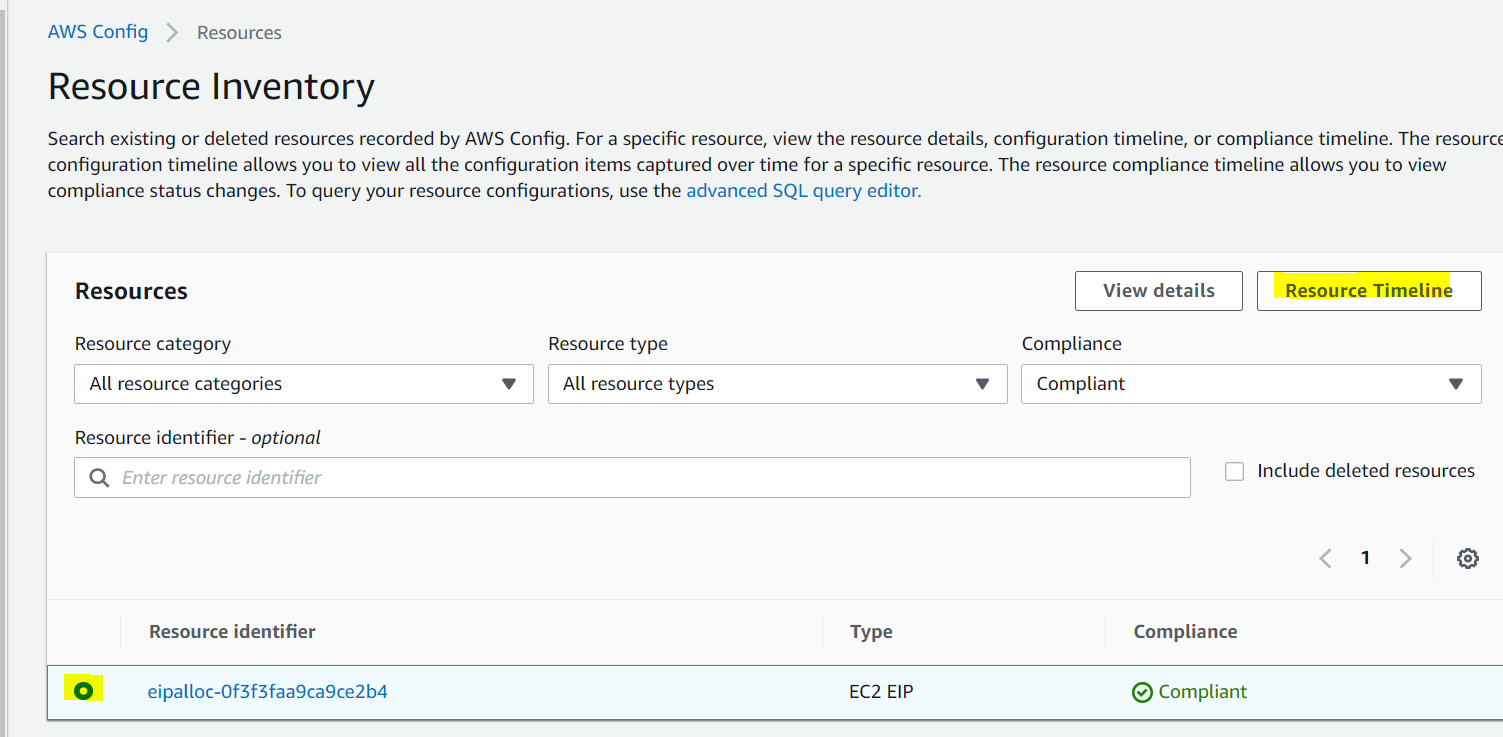 AWS Config > Resources
Resource Inventory
Search existing or deleted resources recorded by AWS Config. For a specific resource, view the resource details, configuration timeline, or compliance timeline. The resource
configuration timeline allows you to view all the configuration items captured over time for a specific resource. The resource compliance timeline allows you to view
compliance status changes. To query your resource configurations, use the advanced SQL query editor.
Resources View details Resource Timeline
Resource category Resource type Compliance
All resource categories All resource types Compliant
Resource identifier - optional
Enter resource identifier Include deleted resources
1
Resource identifier Type Compliance
eipalloc-0f3f3faa9ca9ce2b4 EC2 EIP Compliant